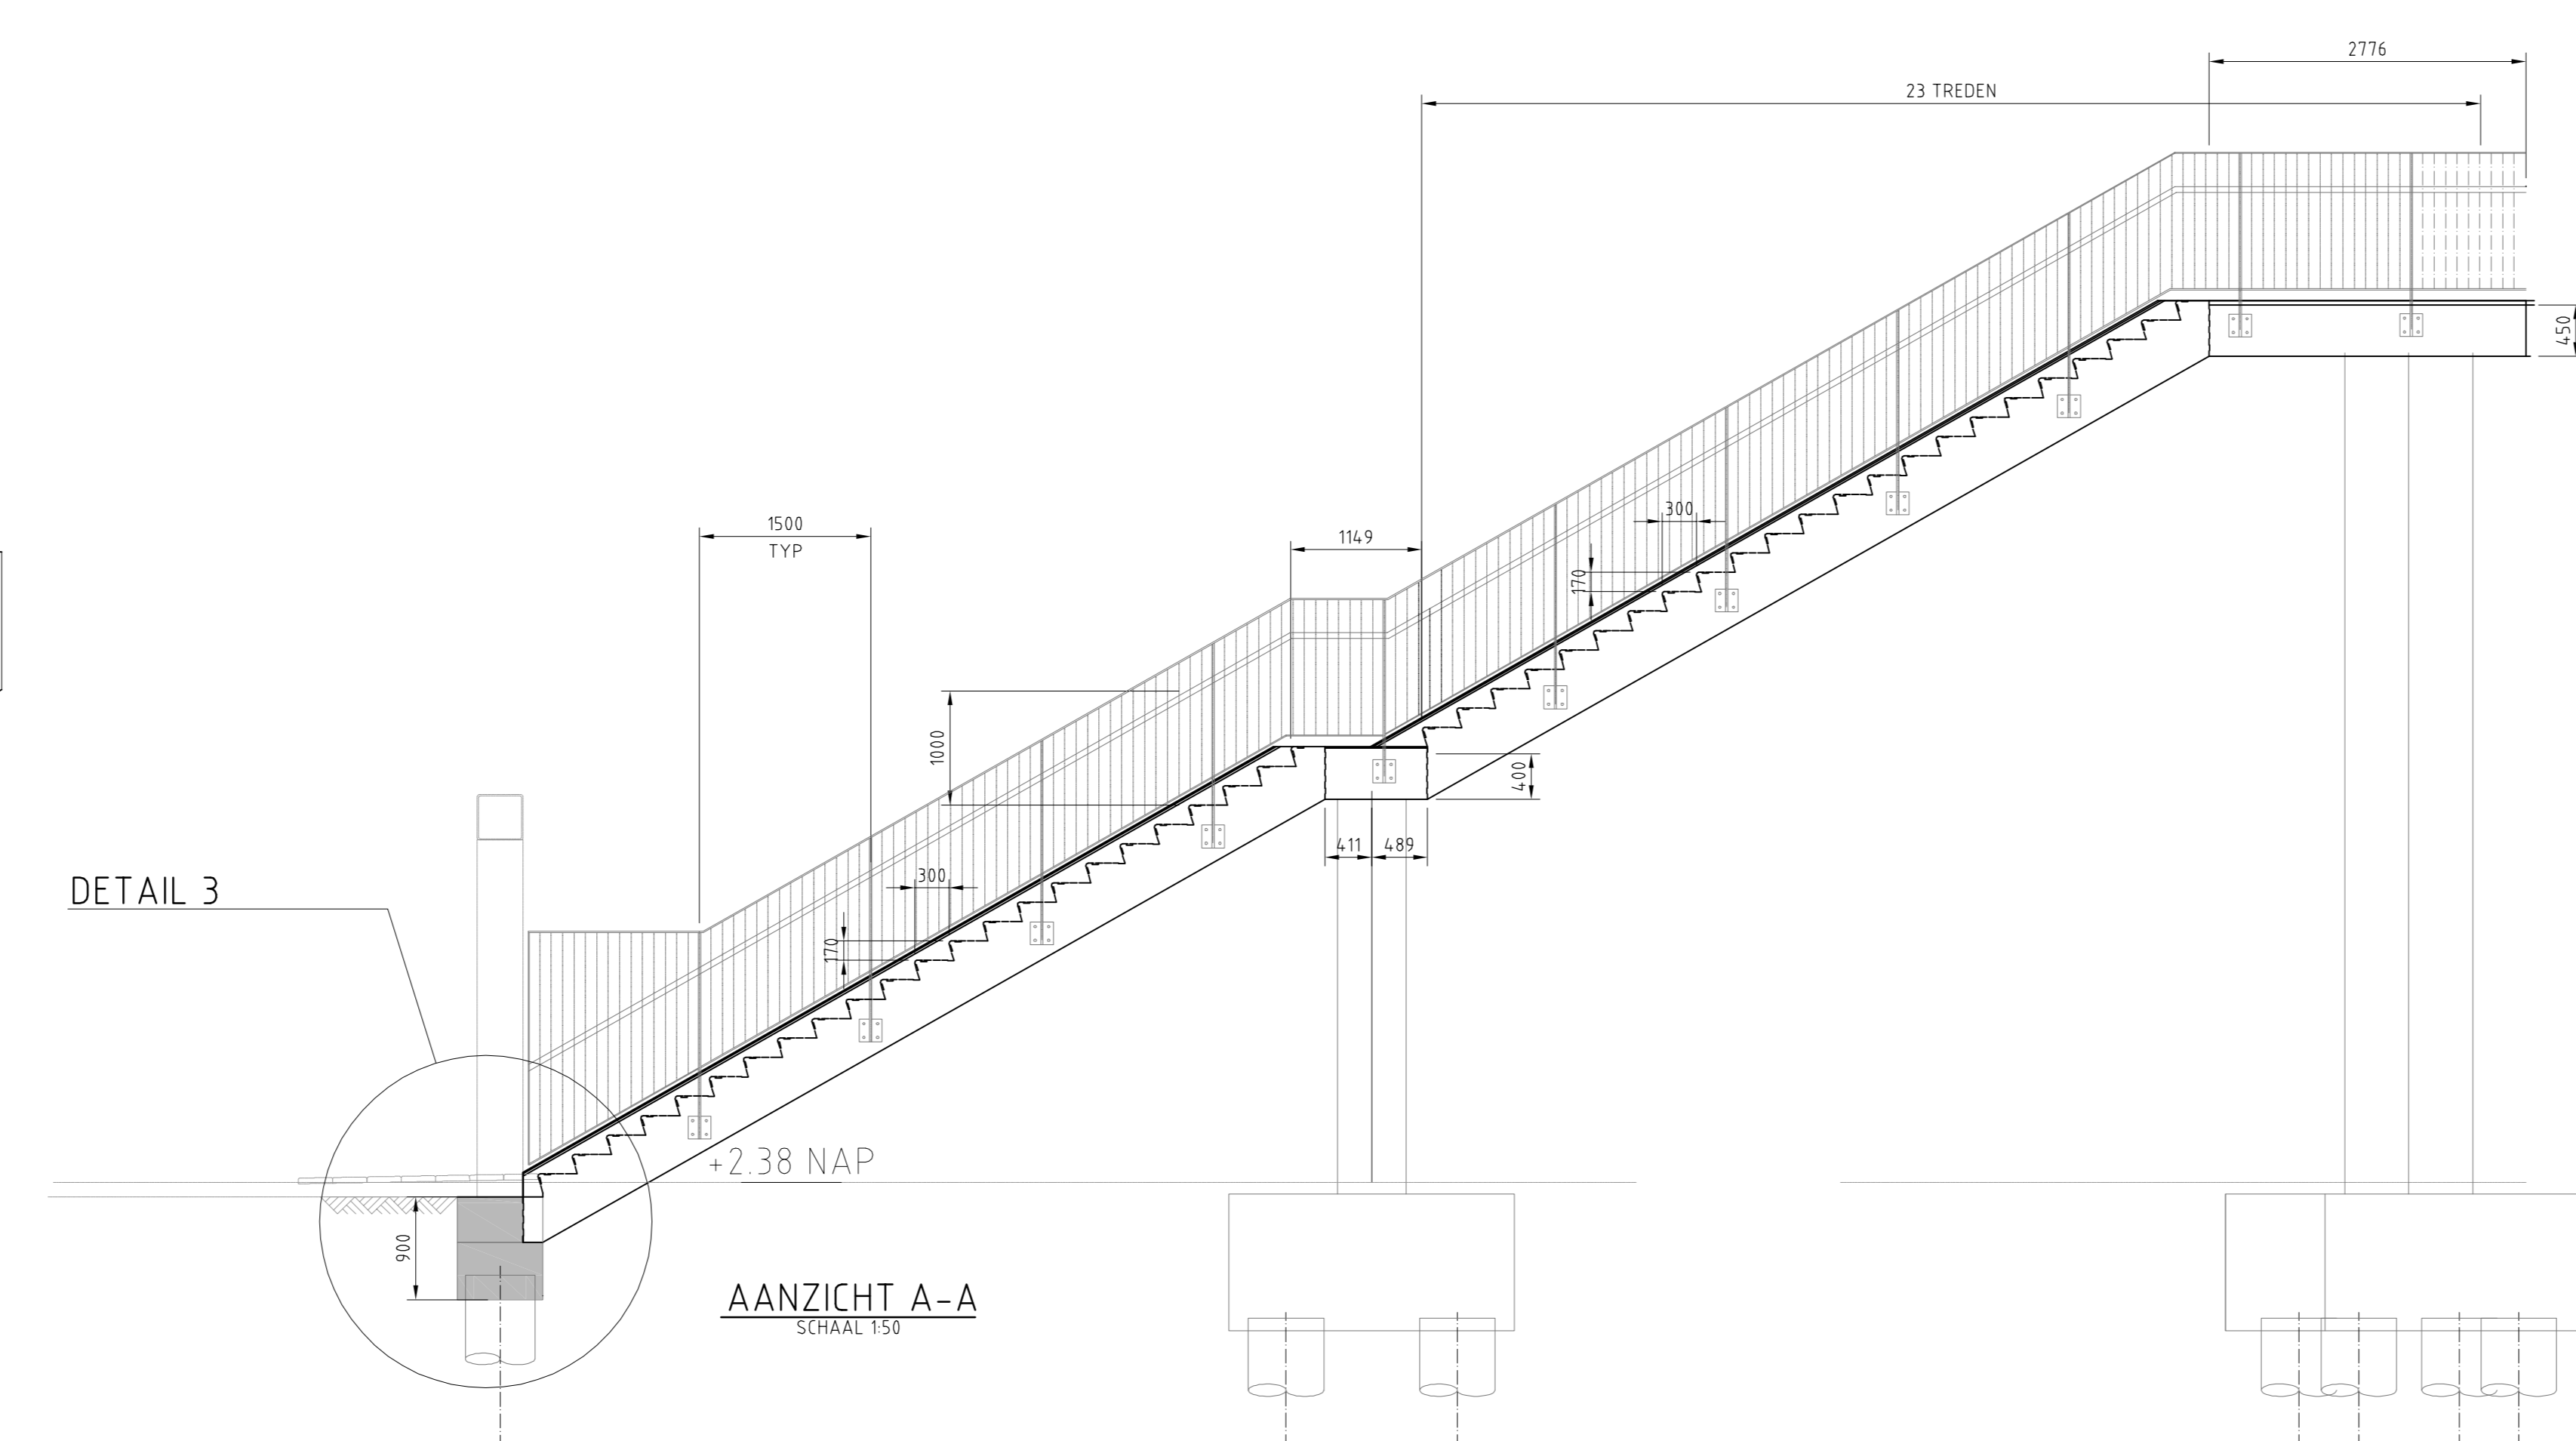 2776
23 TREDEN
450
1500
TYP
1149
300
170
1000
400
411
489
DETAIL 3
300
170
+2.38 NAP
900
AANZICHT A-A
SCHAAL 1:50